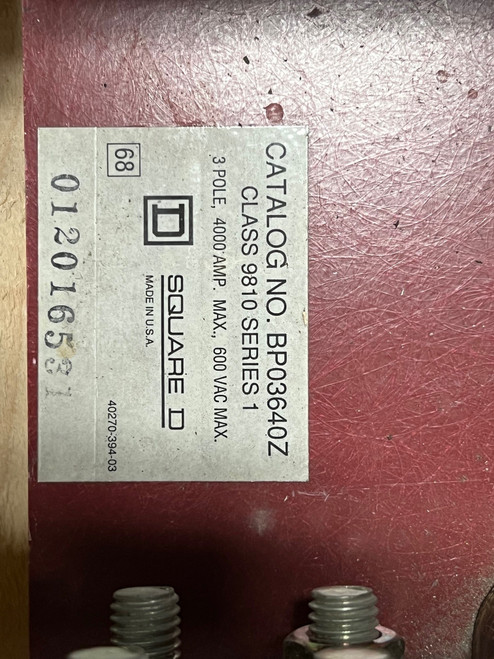 CATALOG NO. BP03640Z
CLASS 9810 SERIES 1
3 POLE, 4000 AMP. MAX., 600 VAC MAX.
D
SQUARE D
MADE IN U.S.A.
68
40270-394-03
012016531